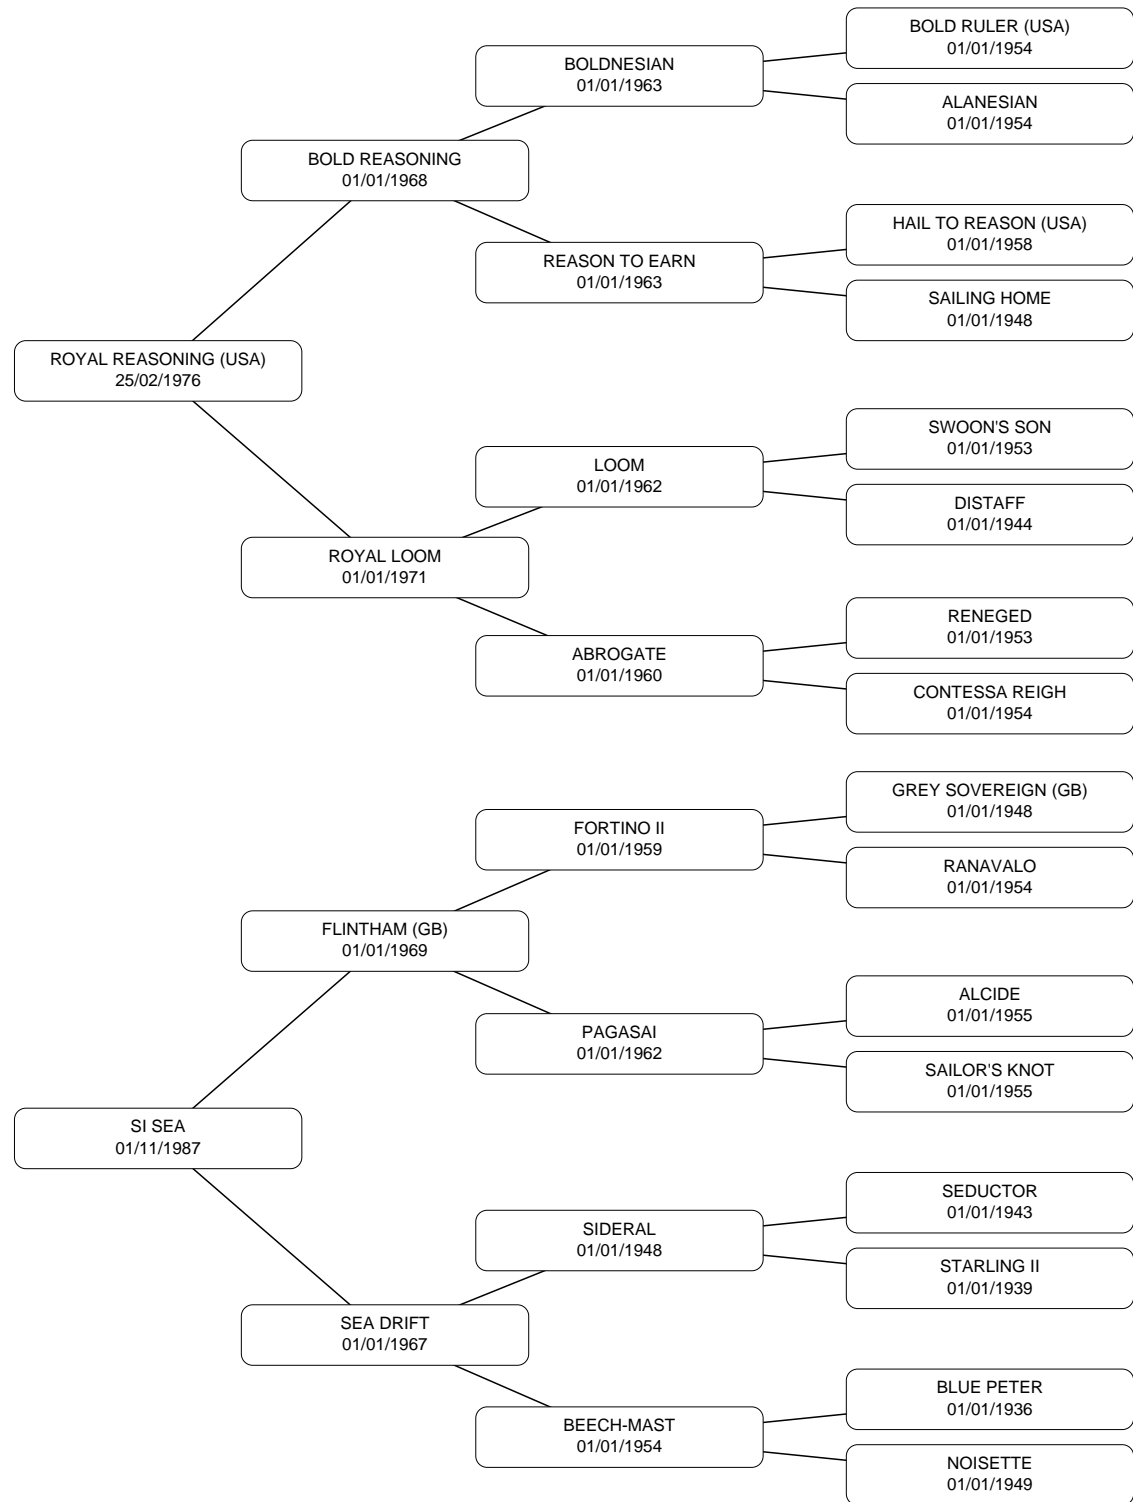 BOLD RULER (USA)
01/01/1954
BOLDNESIAN
01/01/1963
ALANESIAN
01/01/1954
BOLD REASONING
01/01/1968
HAIL TO REASON (USA)
01/01/1958
REASON TO EARN
01/01/1963
SAILING HOME
01/01/1948
ROYAL REASONING (USA)
25/02/1976
SWOON'S SON
01/01/1953
LOOM
01/01/1962
DISTAFF
01/01/1944
ROYAL LOOM
01/01/1971
RENEGED
01/01/1953
ABROGATE
01/01/1960
CONTESSA REIGH
01/01/1954
GREY SOVEREIGN (GB)
01/01/1948
FORTINO II
01/01/1959
RANAVALO
01/01/1954
FLINTHAM (GB)
01/01/1969
ALCIDE
01/01/1955
PAGASAI
01/01/1962
SAILOR'S KNOT
01/01/1955
SI SEA
01/11/1987
SEDUCTOR
01/01/1943
SIDERAL
01/01/1948
STARLING II
01/01/1939
SEA DRIFT
01/01/1967
BLUE PETER
01/01/1936
BEECH-MAST
01/01/1954
NOISETTE
01/01/1949